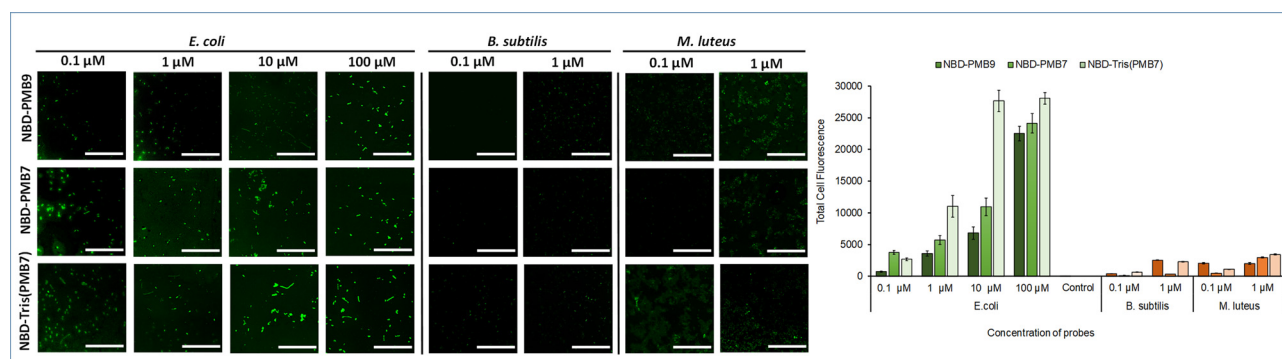 E. coli
B. subtilis
M. luteus
0.1 µM 1 µM 10 µM 100 µM 0.1 µM 1 µM 0.1 µM 1 µM
NBD-PMB9
NBD-PMB7
NBD-Tris(PMB7)
NBD-PMB9 NBD-PMB7 NBD-Tris(PMB7)
Total Cell Fluorescence
30000
25000
20000
15000
10000
5000
0
0.1 µM 1 µM 10 µM 100 µM Control 0.1 µM 1 µM 0.1 µM 1 µM
E.coli B. subtilis M. luteus
Concentration of probes